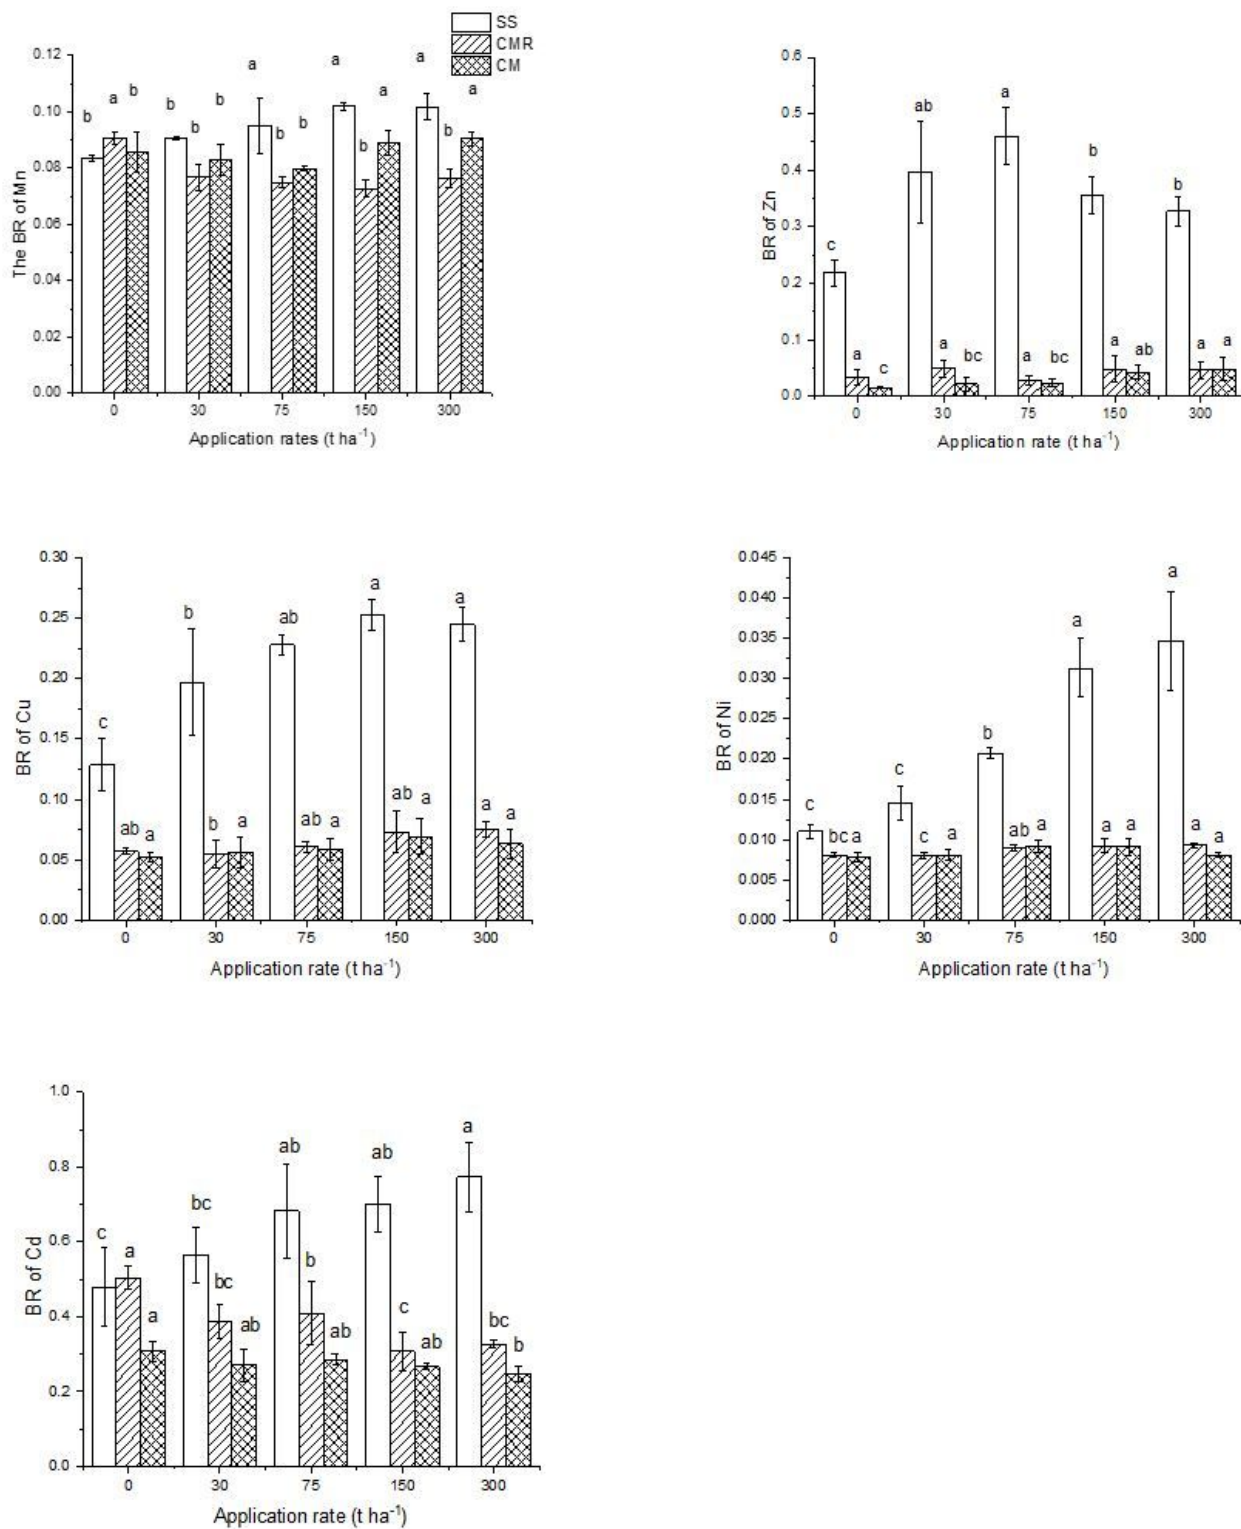 SS
CMR
CM
The BR of Mn
0.12
0.10
0.08
0.06
0.04
0.02
0.00
b a b b b b a b b a b a a b a
0 30 75 150 300
Application rates (t ha⁻¹)
BR of Zn
0.6
0.5
0.4
0.3
0.2
0.1
0.0
c a c ab a bc a a bc b a ab b a a
0 30 75 150 300
Application rate (t ha⁻¹)
BR of Cu
0.30
0.25
0.20
0.15
0.10
0.05
0.00
c ab a b b a ab ab a a ab a a a a
0 30 75 150 300
Application rate (t ha⁻¹)
BR of Ni
0.045
0.040
0.035
0.030
0.025
0.020
0.015
0.010
0.005
0.000
c bc a c c a b ab a a a a a a a
0 30 75 150 300
Application rate (t ha⁻¹)
BR of Cd
1.0
0.8
0.6
0.4
0.2
0.0
c a a bc bc ab ab b ab ab c ab a bc b
0 30 75 150 300
Application rate (t ha⁻¹)